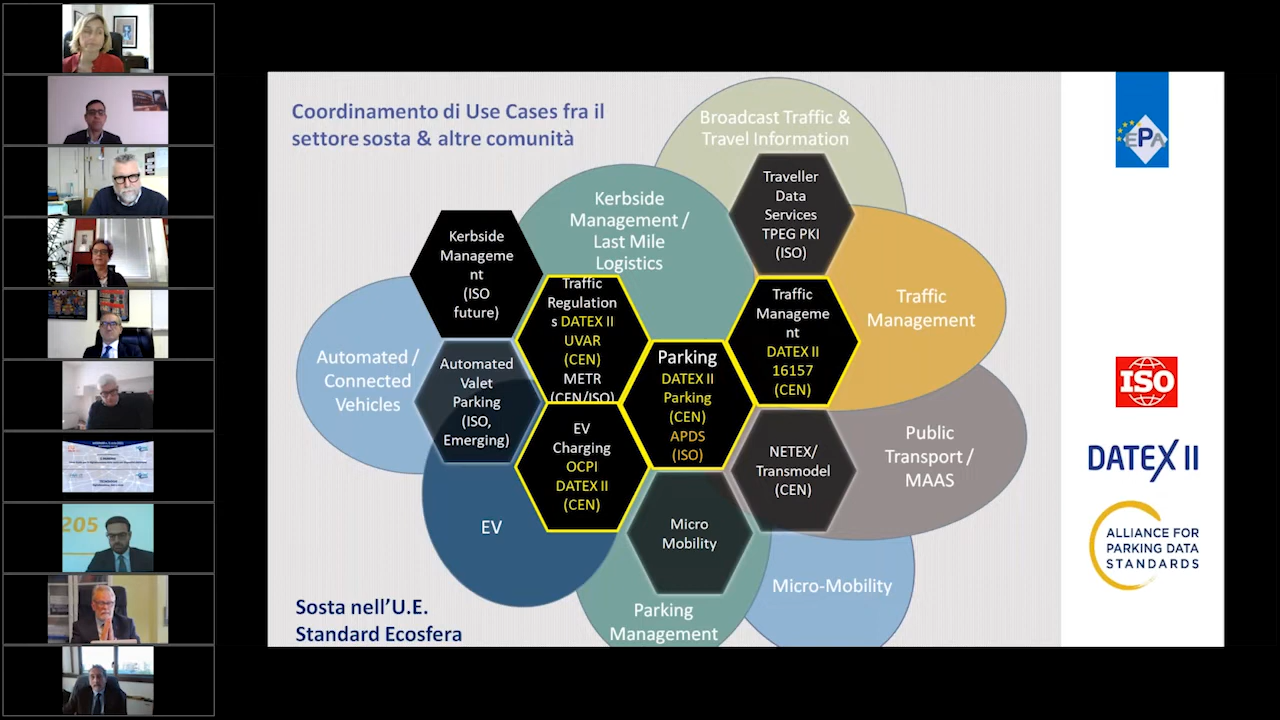 Coordinamento di Use Cases fra il
settore sosta & altre comunità
Broadcast Traffic &
Travel Information
Traveller
Data
Services
TPEG PKI
(ISO)
Kerbside
Management /
Last Mile
Logistics
Kerbside
Manageme
nt
(ISO
future)
Traffic
Regulation
s DATEX II
UVAR
(CEN)
METR
(CEN/ISO)
Traffic
Manageme
nt
DATEX II
16157
(CEN)
Traffic
Management
Automated /
Connected
Vehicles
Automated
Valet
Parking
(ISO,
Emerging)
Parking
DATEX II
Parking
(CEN)
APDS
(ISO)
EV
Charging
OCPI
DATEX II
(CEN)
NETEX/
Transmodel
(CEN)
Public
Transport /
MAAS
EV
Micro
Mobility
Micro-Mobility
Parking
Management
Sosta nell'U.E.
Standard Ecosfera
EPA
ISO
DATEX II
ALLIANCE FOR
PARKING DATA
STANDARDS
205